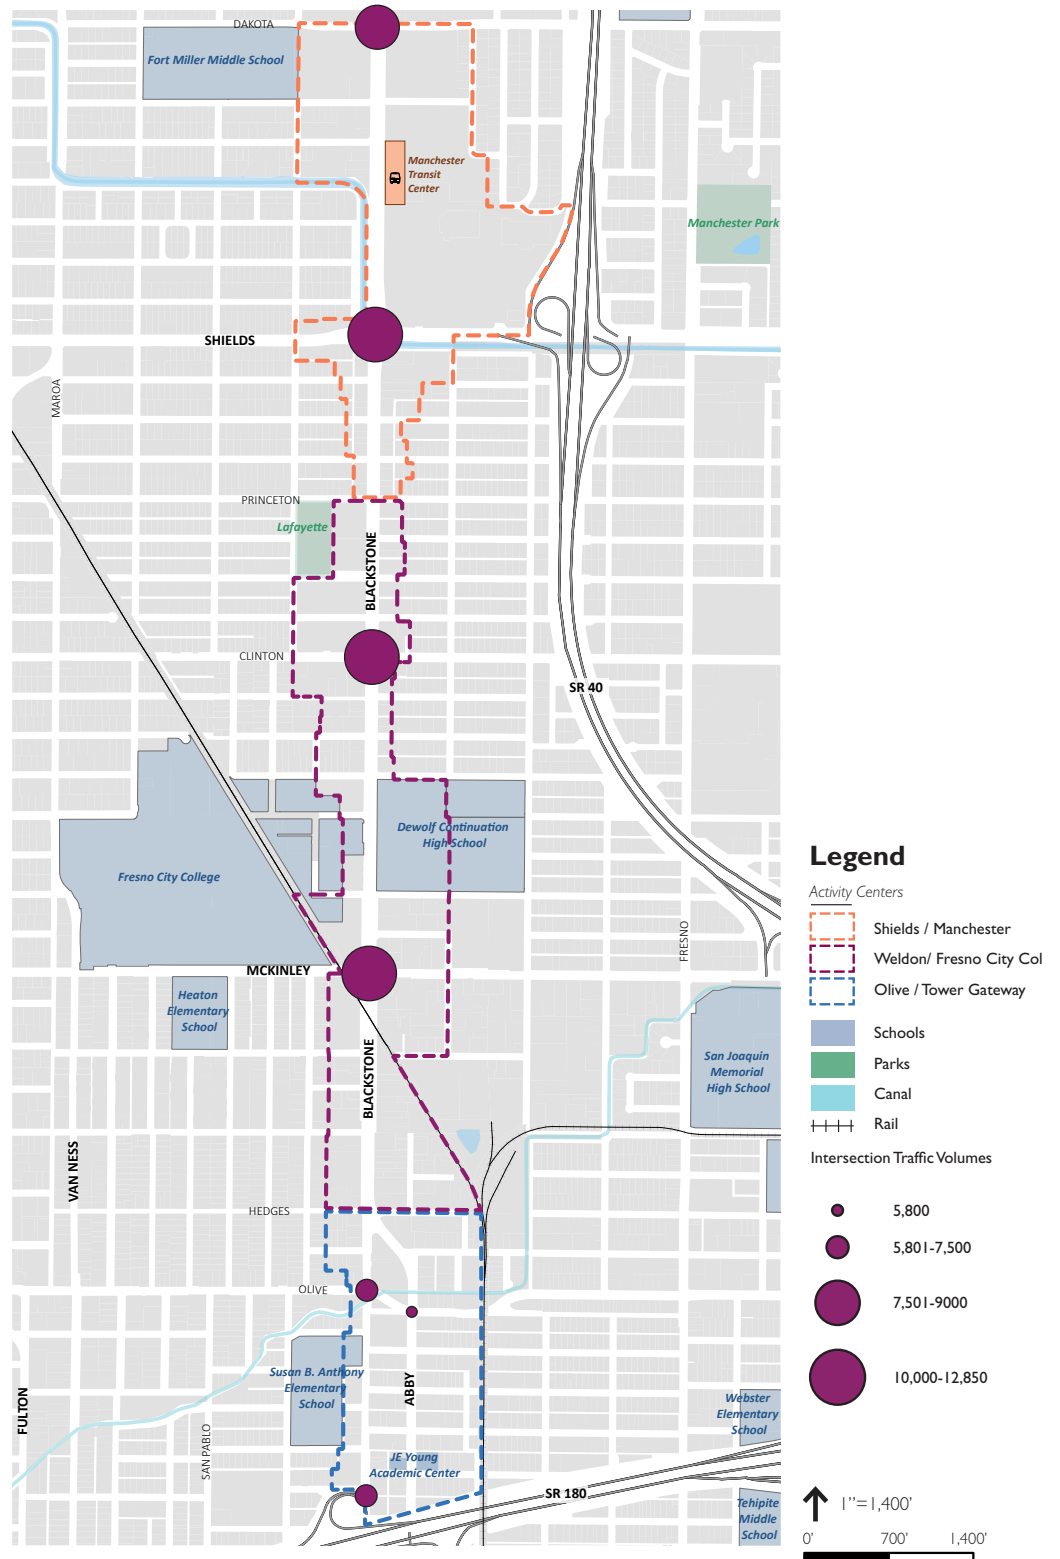 DAKOTA
Fort Miller Middle School
Manchester
Transit
Center
Manchester Park
SHIELDS
MAROA
PRINCETON
Lafayette
BLACKSTONE
CLINTON
SR 40
Dewolf Continuation
High School
Fresno City College
FRESNO
MCKINLEY
Heaton
Elementary
School
San Joaquin
Memorial
High School
BLACKSTONE
VAN NESS
HEDGES
OLIVE
Susan B. Anthony
Elementary
School
ABBY
FULTON
SAN PABLO
Webster
Elementary
School
JE Young
Academic Center
SR 180
Tehipite
Middle
School
Legend
Activity Centers
Shields / Manchester
Weldon/ Fresno City Col
Olive / Tower Gateway
Schools
Parks
Canal
Rail
Intersection Traffic Volumes
5,800
5,801-7,500
7,501-9000
10,000-12,850
1"=1,400'
0' 700' 1,400'